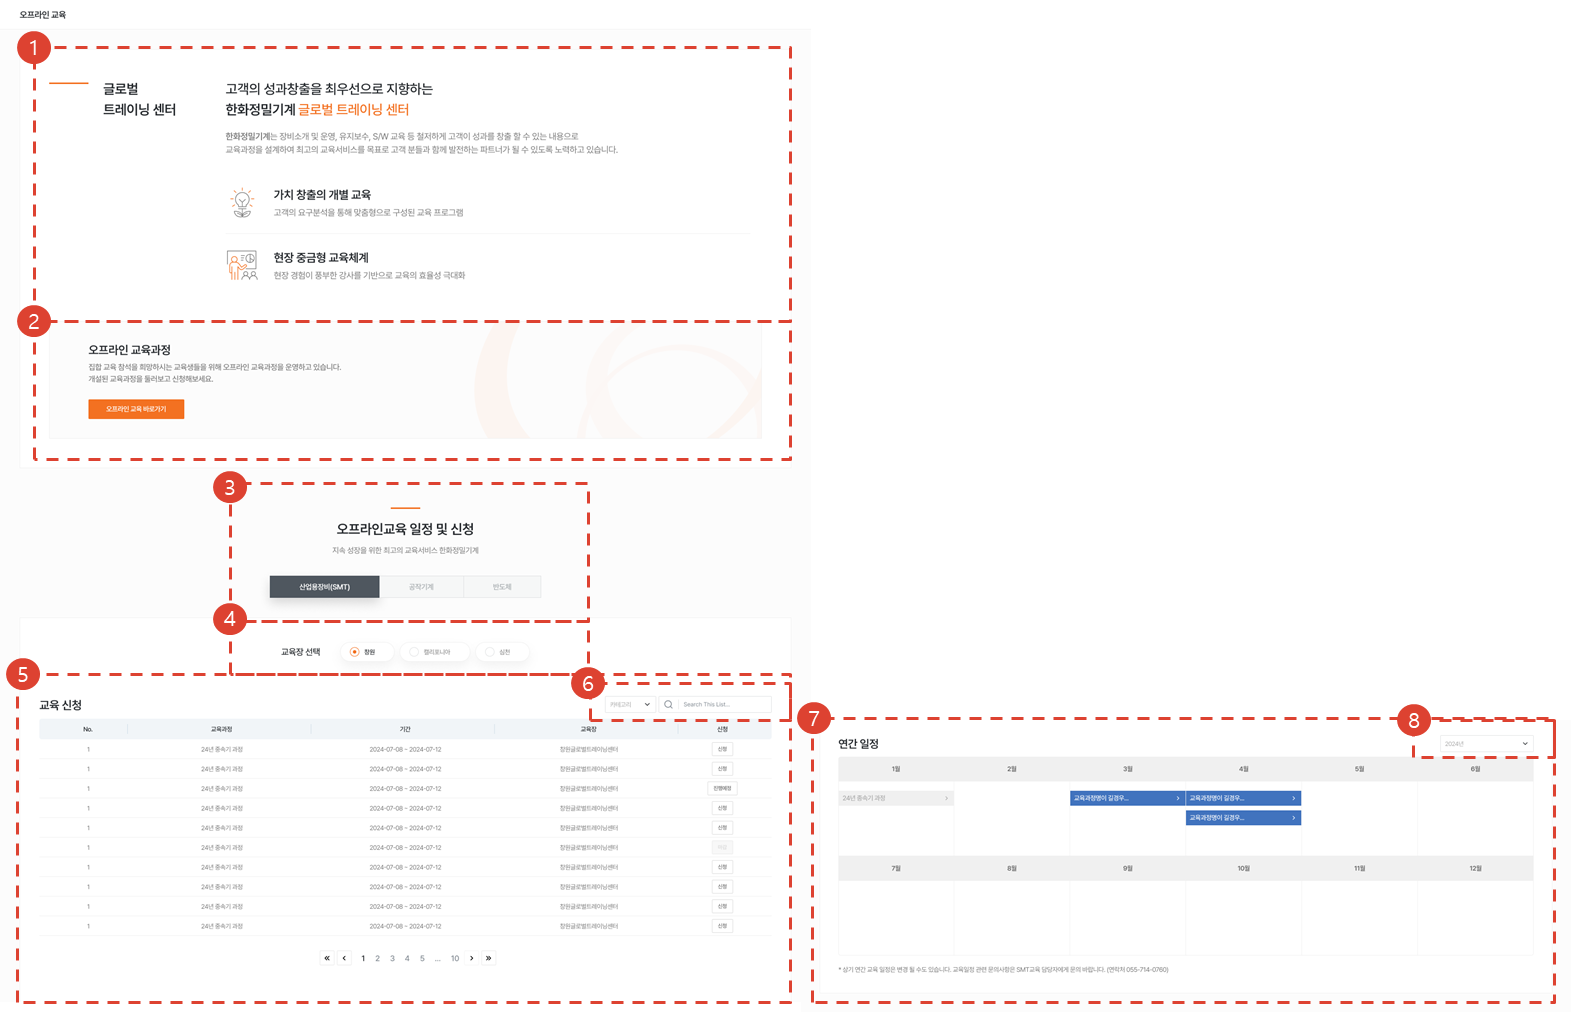 오프라인 교육
1
글로벌
트레이닝 센터
고객의 성과창출을 최우선으로 지향하는
한화정밀기계 글로벌 트레이닝 센터
한화정밀기계는 장비소개 및 운영, 유지보수, S/W 교육 등 철저하게 고객이 성과를 창출 할 수 있는 내용으로
교육과정을 설계하여 최고의 교육서비스를 목표로 고객 분들과 함께 발전하는 파트너가 될 수 있도록 노력하고 있습니다.
가치 창출의 개별 교육
고객의 요구분석을 통해 맞춤형으로 구성된 교육 프로그램
현장 중금형 교육체계
현장 경험이 풍부한 강사를 기반으로 교육의 효율성 극대화
2
오프라인 교육과정
집합 교육 참석을 희망하시는 교육생들을 위해 오프라인 교육과정을 운영하고 있습니다.
개설된 교육과정을 둘러보고 신청해보세요.
오프라인 교육 바로가기
3
오프라인교육 일정 및 신청
지속 성장을 위한 최고의 교육서비스 한화정밀기계
산업용장비(SMT) 공작기계 반도체
4
교육장 선택 창원 캘리포니아 심천
5
교육 신청
6
카테고리 Search This List...
No. 교육과정 기간 교육장 신청
1 24년 중속기 과정 2024-07-08 ~ 2024-07-12 창원글로벌트레이닝센터 신청
1 24년 중속기 과정 2024-07-08 ~ 2024-07-12 창원글로벌트레이닝센터 신청
1 24년 중속기 과정 2024-07-08 ~ 2024-07-12 창원글로벌트레이닝센터 진행예정
1 24년 중속기 과정 2024-07-08 ~ 2024-07-12 창원글로벌트레이닝센터 신청
1 24년 중속기 과정 2024-07-08 ~ 2024-07-12 창원글로벌트레이닝센터 신청
1 24년 중속기 과정 2024-07-08 ~ 2024-07-12 창원글로벌트레이닝센터
1 24년 중속기 과정 2024-07-08 ~ 2024-07-12 창원글로벌트레이닝센터 신청
1 24년 중속기 과정 2024-07-08 ~ 2024-07-12 창원글로벌트레이닝센터 신청
1 24년 중속기 과정 2024-07-08 ~ 2024-07-12 창원글로벌트레이닝센터 신청
1 24년 중속기 과정 2024-07-08 ~ 2024-07-12 창원글로벌트레이닝센터 신청
« ‹ 1 2 3 4 5 ... 10 › »
7
연간 일정
8
2024년
1월 2월 3월 4월 5월 6월
24년 중속기 과정 › 교육과정명이 길경우... › 교육과정명이 길경우... ›
교육과정명이 길경우... ›
7월 8월 9월 10월 11월 12월
* 상기 연간 교육 일정은 변경 될 수도 있습니다. 교육일정 관련 문의사항은 SMT교육 담당자에게 문의 바랍니다. (연락처 055-714-0760)